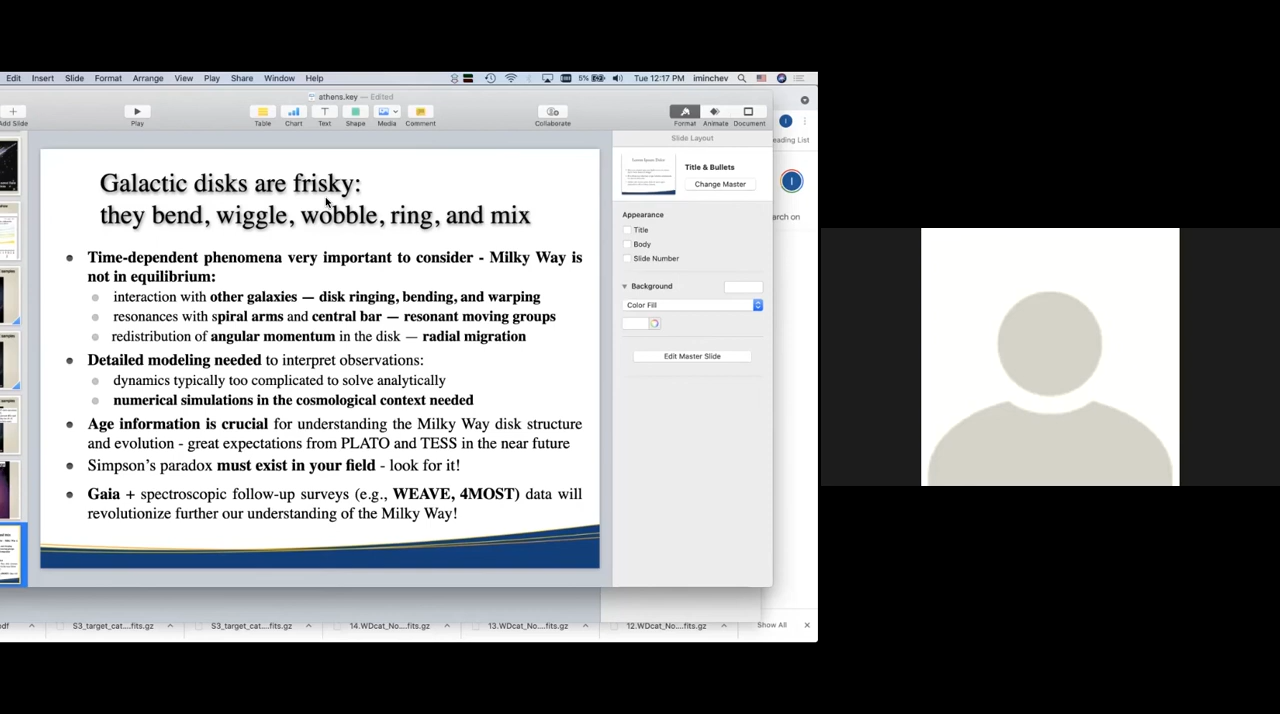 Edit Insert Slide Format Arrange View Play Share Window Help 5% Tue 12:17 PM iminchev
athens.key — Edited
Add Slide Play Table Chart Text Shape Media Comment Collaborate Format Animate Document
Slide Layout
eading List
Title & Bullets
Change Master
I
I
arch on
Appearance
Title
Body
Slide Number
Background
Color Fill
Edit Master Slide
Galactic disks are frisky:
they bend, wiggle, wobble, ring, and mix
Time-dependent phenomena very important to consider - Milky Way is
not in equilibrium:
interaction with other galaxies — disk ringing, bending, and warping
resonances with spiral arms and central bar — resonant moving groups
redistribution of angular momentum in the disk — radial migration
Detailed modeling needed to interpret observations:
dynamics typically too complicated to solve analytically
numerical simulations in the cosmological context needed
Age information is crucial for understanding the Milky Way disk structure
and evolution - great expectations from PLATO and TESS in the near future
Simpson's paradox must exist in your field - look for it!
Gaia + spectroscopic follow-up surveys (e.g., WEAVE, 4MOST) data will
revolutionize further our understanding of the Milky Way!
pdf S3_target_cat....fits.gz S3_target_cat....fits.gz 14.WDcat_No....fits.gz 13.WDcat_No....fits.gz 12.WDcat_No....fits.gz Show All